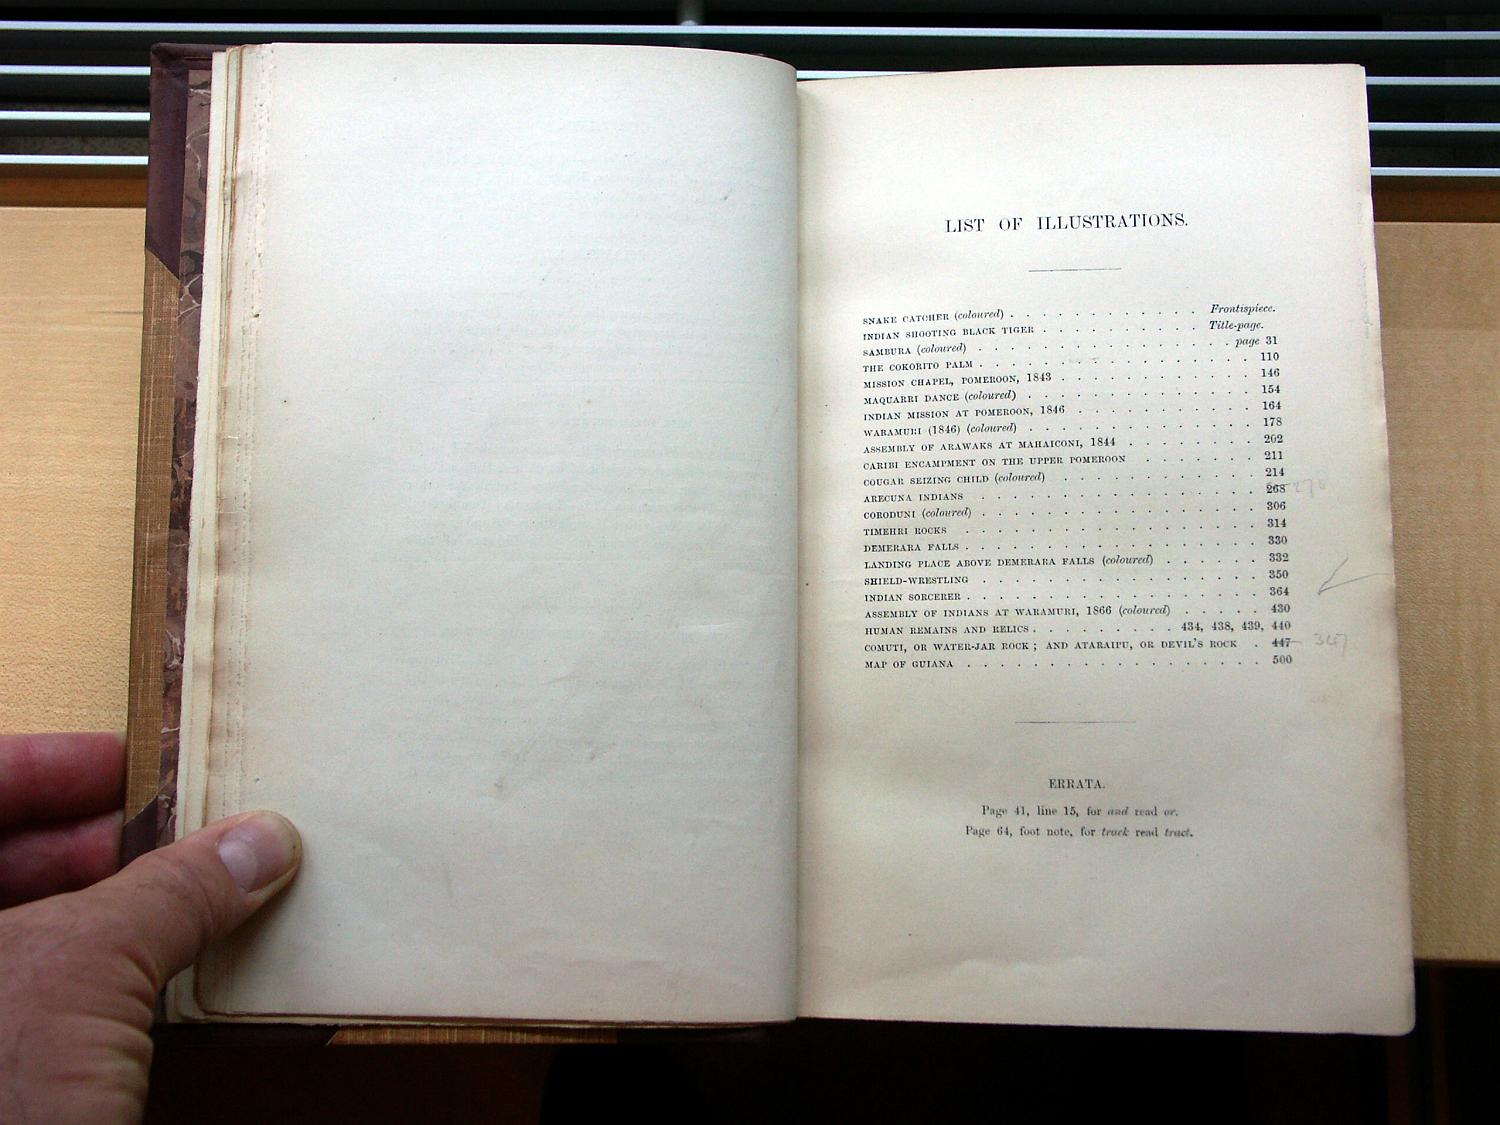 LIST OF ILLUSTRATIONS.
SNAKE CATCHER (coloured) . . . . . . . . . . . . Frontispiece.
INDIAN SHOOTING BLACK TIGER . . . . . . . . . . Title-page.
SAMBURA (coloured) . . . . . . . . . . . . . . . . page 31
THE COKORITO PALM . . . . . . . . . . . . . . . . 110
MISSION CHAPEL, POMEROON, 1843 . . . . . . . . . . . . 146
MAQUARRI DANCE (coloured) . . . . . . . . . . . . . . 154
INDIAN MISSION AT POMEROON, 1846 . . . . . . . . . . . 164
WARAMURI (1846) (coloured) . . . . . . . . . . . . . . 178
ASSEMBLY OF ARAWAKS AT MAHAICONI, 1844 . . . . . . . . 202
CARIBI ENCAMPMENT ON THE UPPER POMEROON . . . . . . . 211
COUGAR SEIZING CHILD (coloured) . . . . . . . . . . . . 214
ARECUNA INDIANS . . . . . . . . . . . . . . . . . 268
CORODUNI (coloured) . . . . . . . . . . . . . . . . . 306
TIMEHRI ROCKS . . . . . . . . . . . . . . . . . . 314
DEMERARA FALLS . . . . . . . . . . . . . . . . . . 330
LANDING PLACE ABOVE DEMERARA FALLS (coloured) . . . . . . 332
SHIELD-WRESTLING . . . . . . . . . . . . . . . . . 350
INDIAN SORCERER . . . . . . . . . . . . . . . . . . 364
ASSEMBLY OF INDIANS AT WARAMURI, 1866 (coloured) . . . . . 430
HUMAN REMAINS AND RELICS . . . . . . . . . 434, 438, 439, 440
COMUTI, OR WATER-JAR ROCK ; AND ATARAIPU, OR DEVIL'S ROCK . 447 347
MAP OF GUIANA . . . . . . . . . . . . . . . . . . 500
ERRATA.
Page 41, line 15, for and read or.
Page 64, foot note, for track read tract.